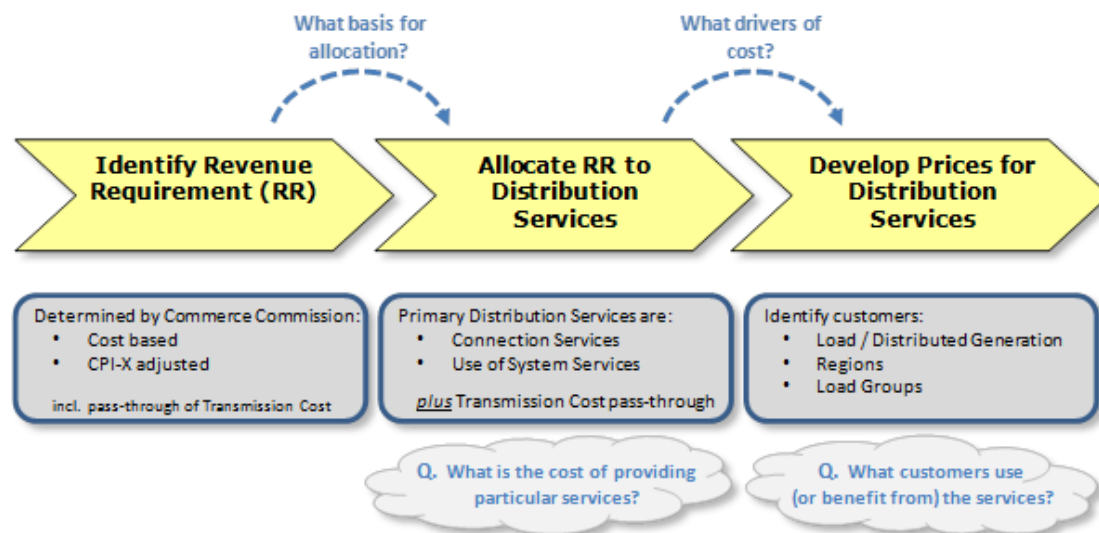 What basis for
allocation?
What drivers of
cost?
Identify Revenue
Requirement (RR)
Allocate RR to
Distribution
Services
Develop Prices for
Distribution
Services
Determined by Commerce Commission:
• Cost based
• CPI-X adjusted
incl. pass-through of Transmission Cost
Primary Distribution Services are:
• Connection Services
• Use of System Services
plus Transmission Cost pass-through
Identify customers:
• Load / Distributed Generation
• Regions
• Load Groups
Q. What is the cost of providing
particular services?
Q. What customers use
(or benefit from) the services?